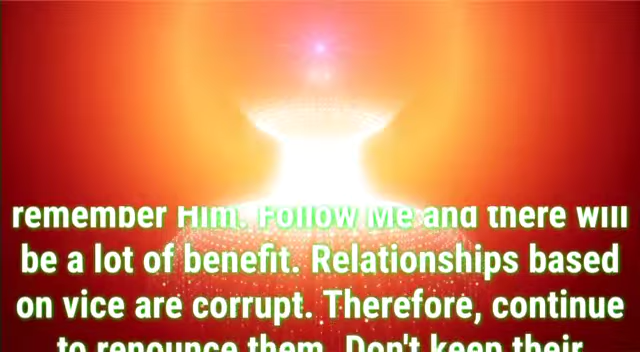 remember Him. Follow Me and there will
be a lot of benefit. Relationships based
on vice are corrupt. Therefore, continue
to renounce them. Don't keep their